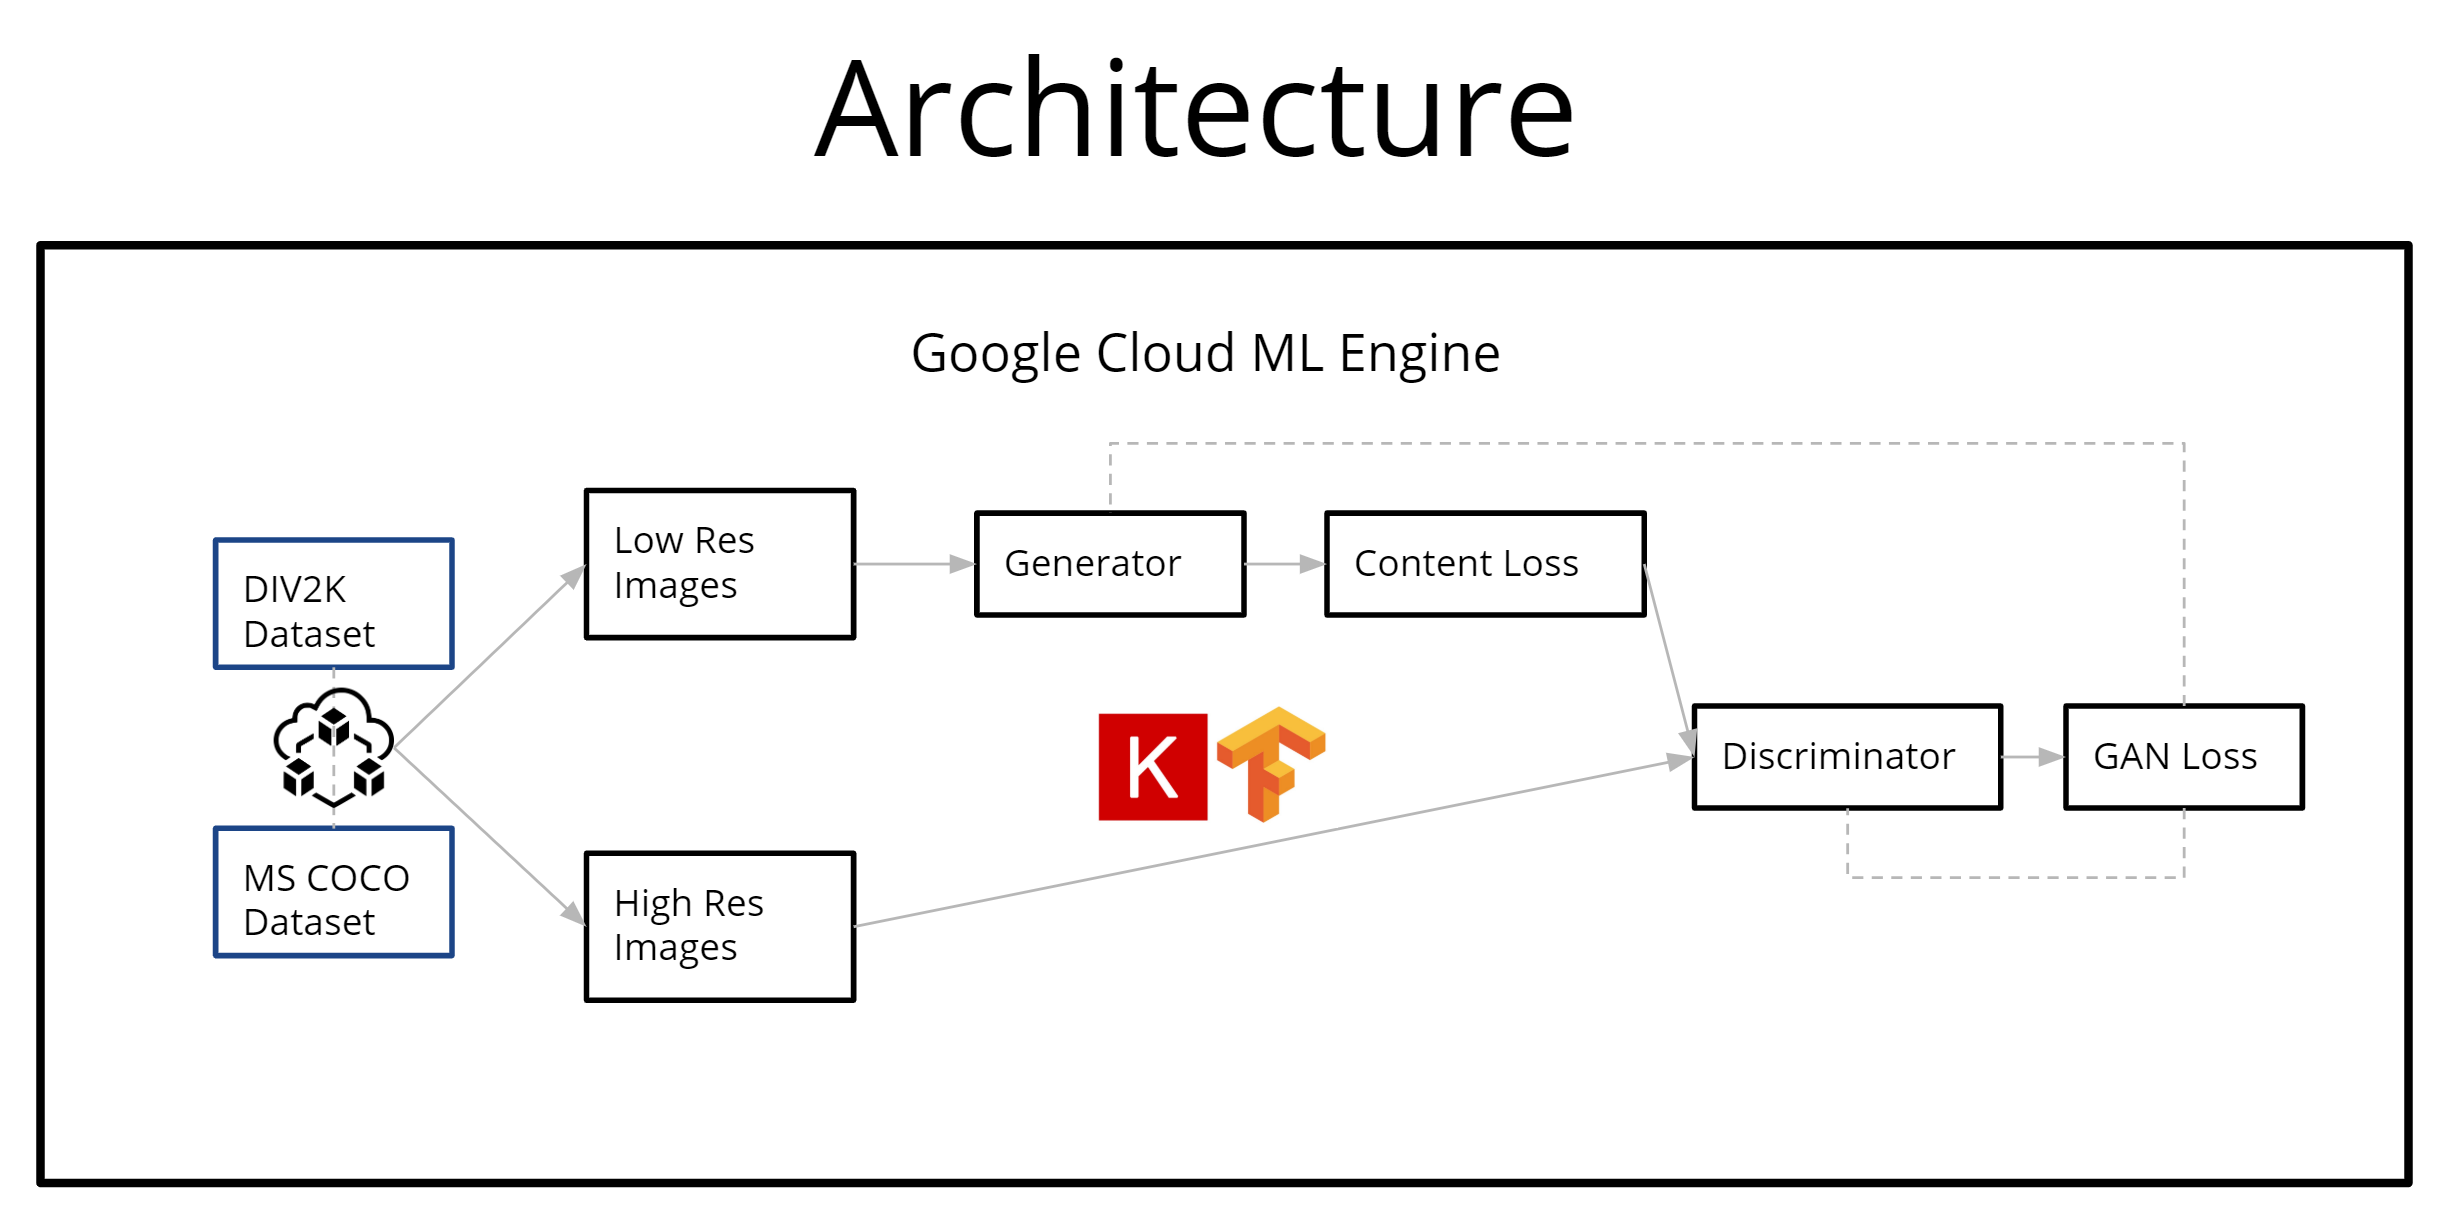 Architecture
Google Cloud ML Engine
DIV2K
Dataset
MS COCO
Dataset
Low Res
Images
High Res
Images
Generator
Content Loss
K
Discriminator
GAN Loss